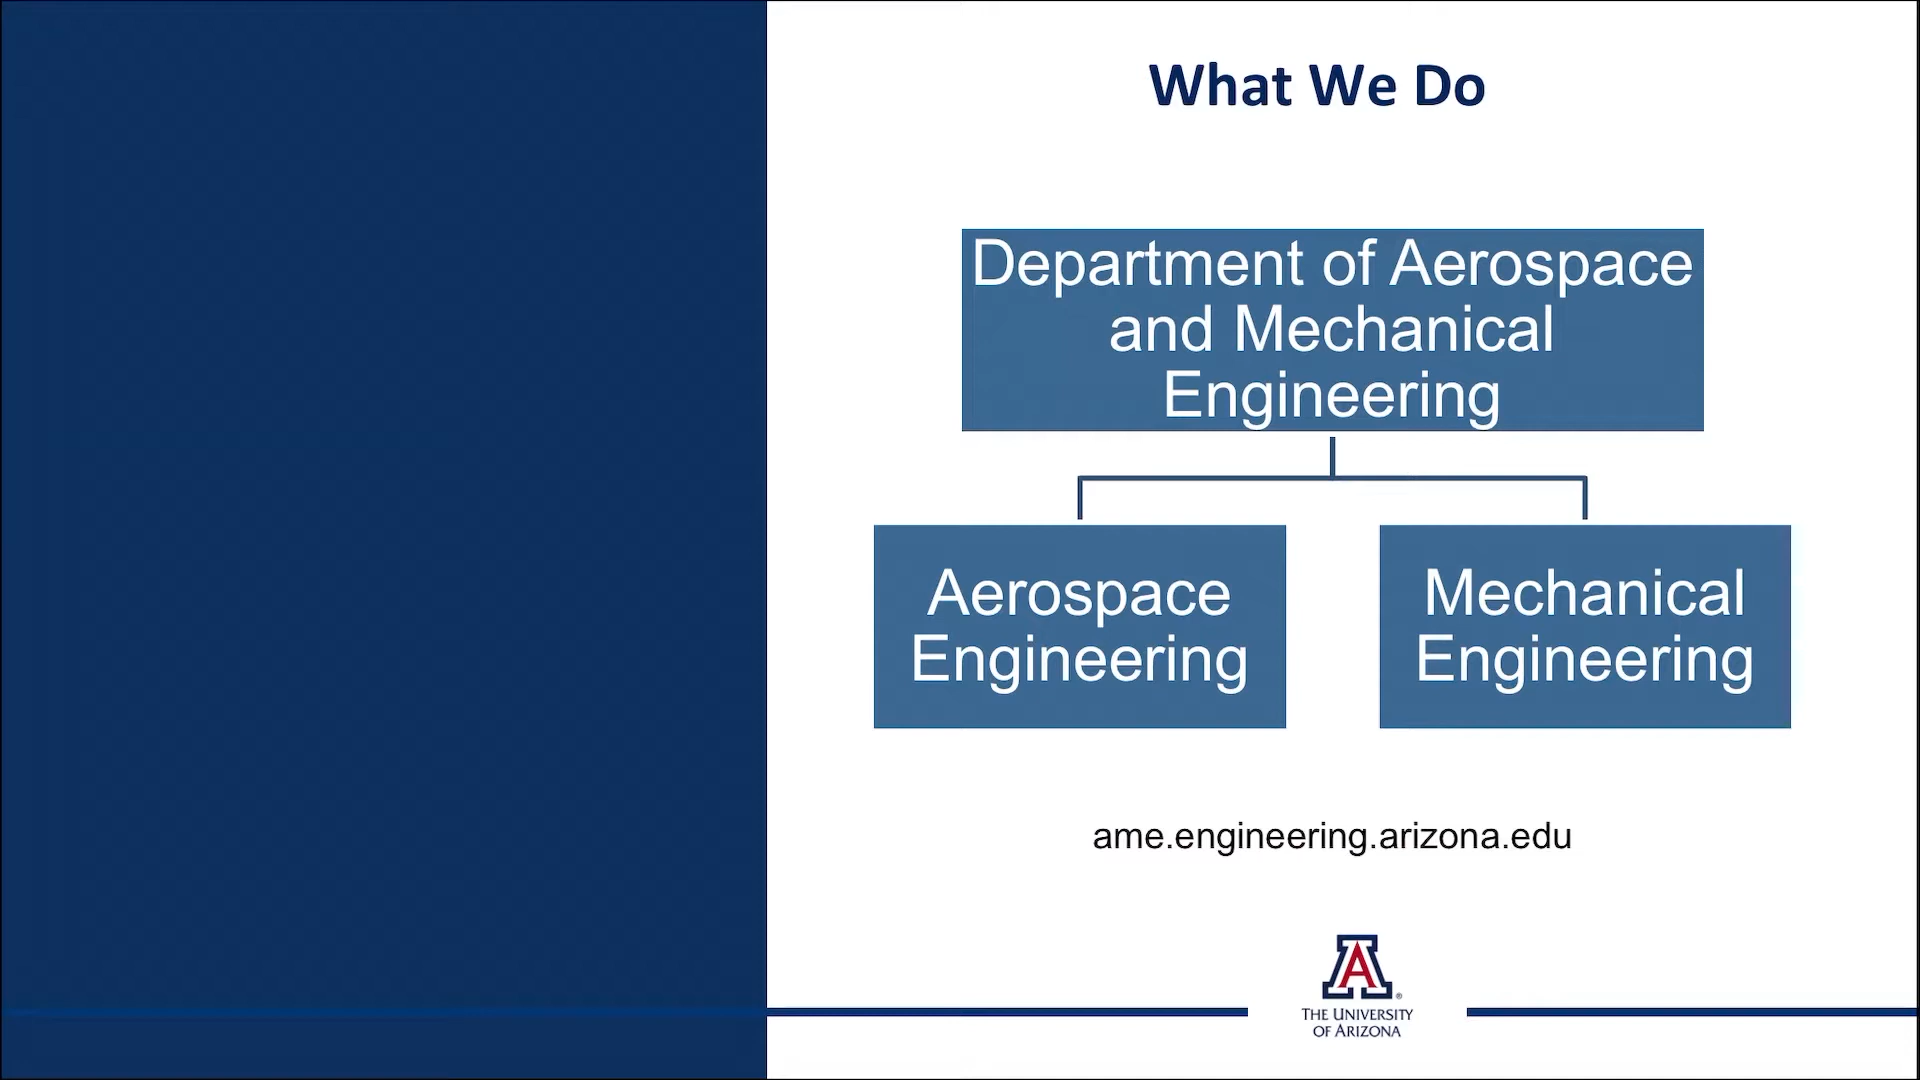 What We Do
Department of Aerospace
and Mechanical
Engineering
Aerospace
Engineering
Mechanical
Engineering
ame.engineering.arizona.edu
A
THE UNIVERSITY
OF ARIZONA